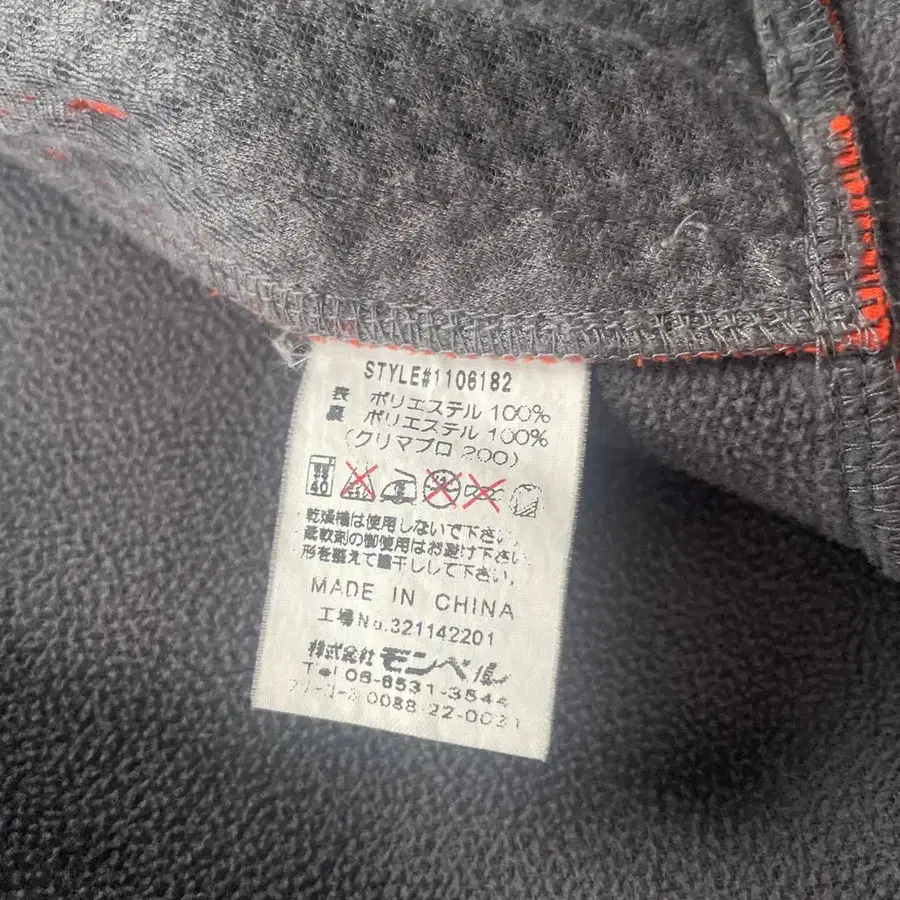 STYLE#1106182
表 ポリエステル 100%
裏 ポリエステル 100%
(クリマプロ 200)
40
乾燥機は使用しないで下さい。
柔軟剤の御使用はお避け下さい。
形を整えて陰干しして下さい。
MADE IN CHINA
工場No.321142201
株式会社 モンベル
Tel 06-6531-3544
0088-22-0031